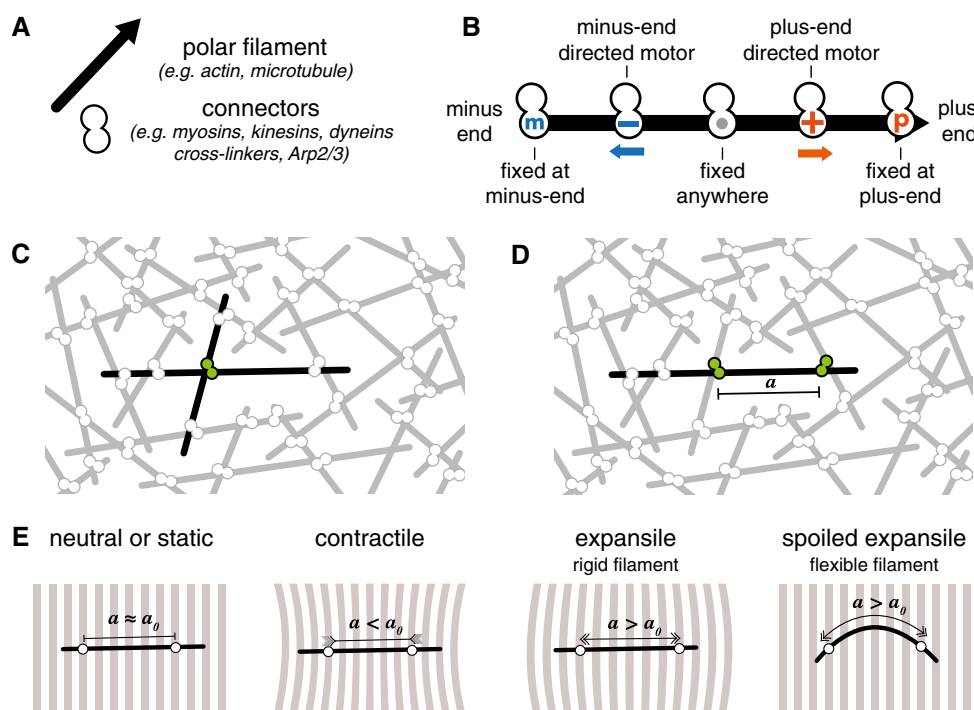 A
polar filament
(e.g. actin, microtubule)
connectors
(e.g. myosins, kinesins, dyneins
cross-linkers, Arp2/3)
B
minus-end
directed motor
plus-end
directed motor
minus
end
m
−
+
p
plus
end
fixed at
minus-end
fixed
anywhere
fixed at
plus-end
C
D
a
E
neutral or static
contractile
expansile
rigid filament
spoiled expansile
flexible filament
a ≈ a₀
a < a₀
a > a₀
a > a₀